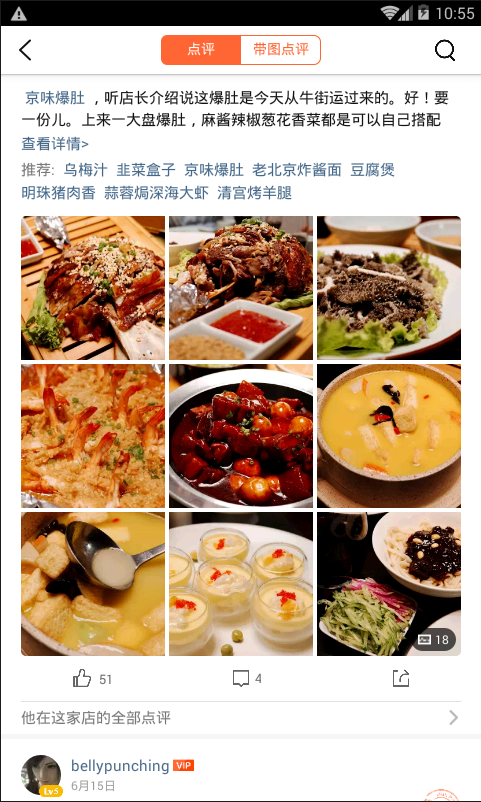 10:55
点评 带图点评
京味爆肚 ，听店长介绍说这爆肚是今天从牛街运过来的。好！要
一份儿。上来一大盘爆肚，麻酱辣椒葱花香菜都是可以自己搭配
查看详情>
推荐: 乌梅汁 韭菜盒子 京味爆肚 老北京炸酱面 豆腐煲
明珠猪肉香 蒜蓉焗深海大虾 清宫烤羊腿
18
51 4
他在这家店的全部点评
bellypunching VIP
Lv5
6月15日